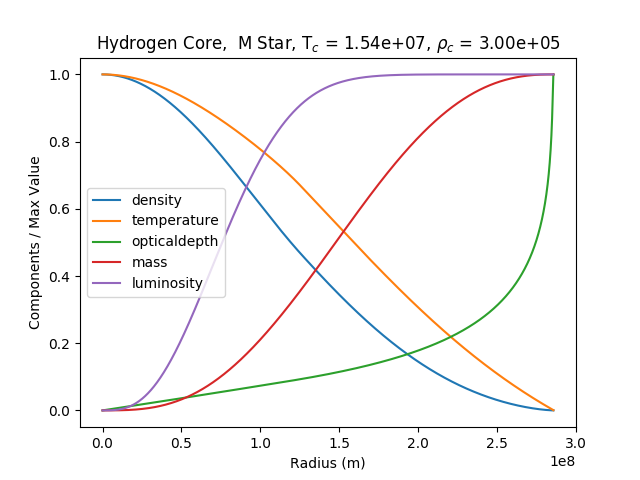 Hydrogen Core,  M Star, T_c = 1.54e+07, ρ_c = 3.00e+05
Components / Max Value
1.0
0.8
0.6
0.4
0.2
0.0
density
temperature
opticaldepth
mass
luminosity
0.0 0.5 1.0 1.5 2.0 2.5 3.0
1e8
Radius (m)